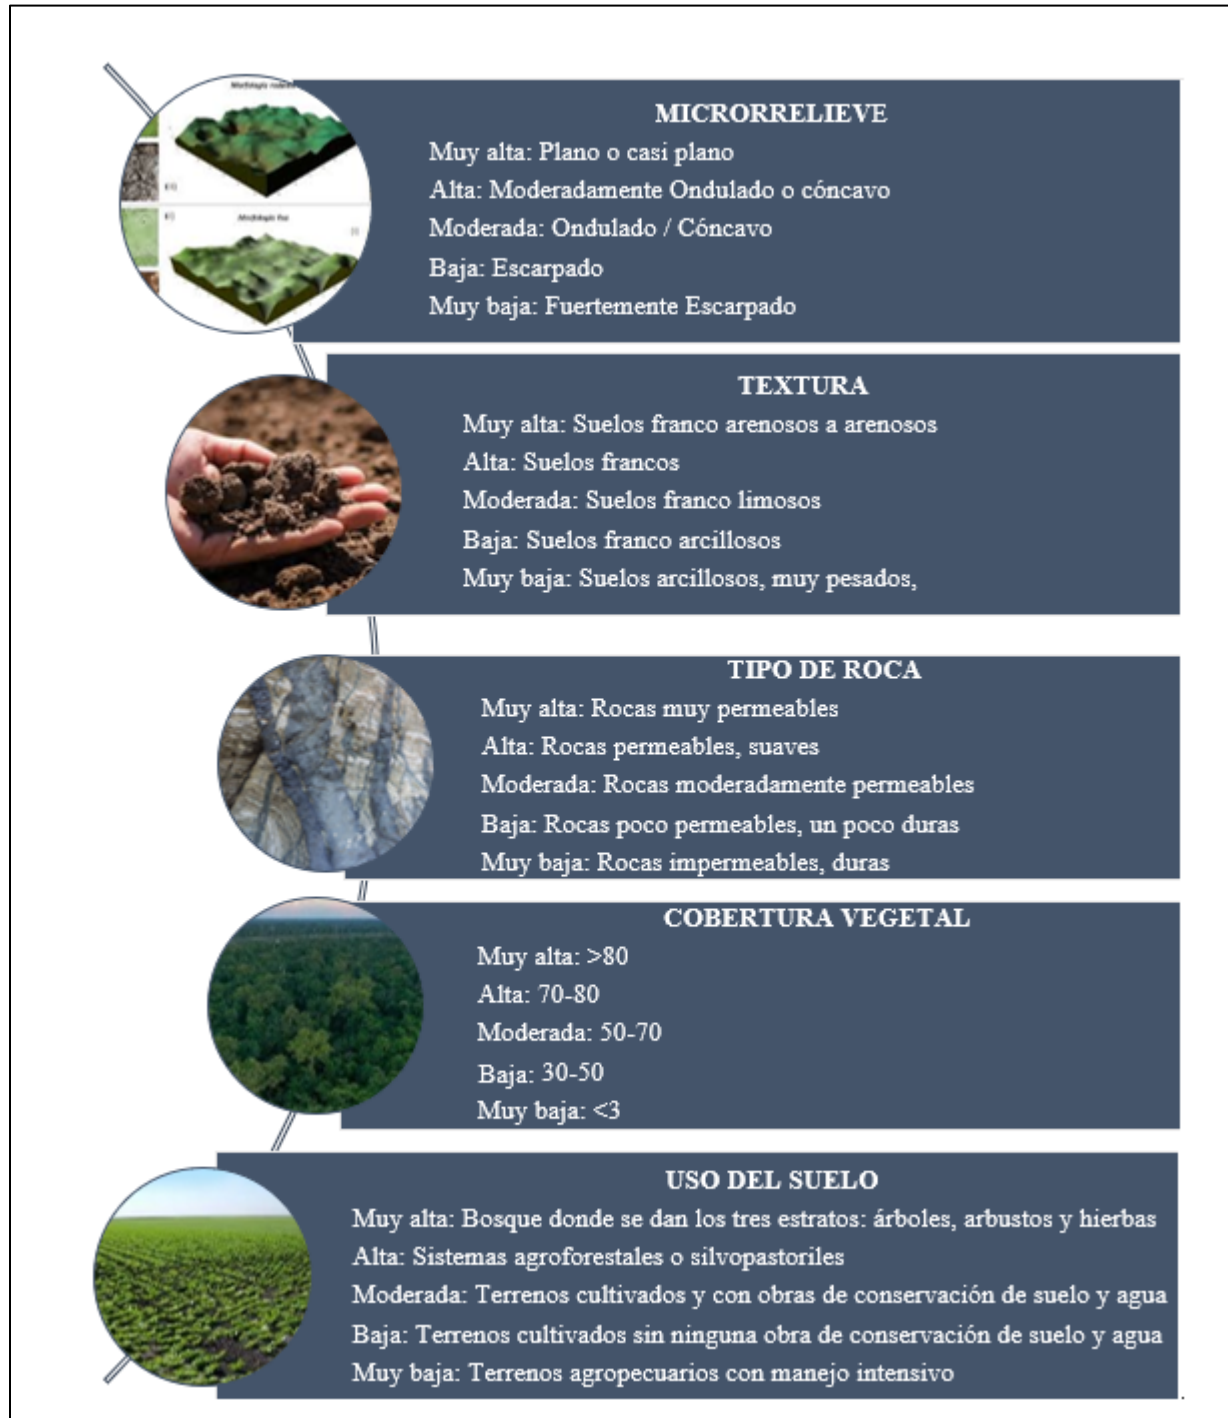 MICRORRELIEVE
Muy alta: Plano o casi plano
Alta: Moderadamente Ondulado o cóncavo
Moderada: Ondulado / Cóncavo
Baja: Escarpado
Muy baja: Fuertemente Escarpado
TEXTURA
Muy alta: Suelos franco arenosos a arenosos
Alta: Suelos francos
Moderada: Suelos franco limosos
Baja: Suelos franco arcillosos
Muy baja: Suelos arcillosos, muy pesados,
TIPO DE ROCA
Muy alta: Rocas muy permeables
Alta: Rocas permeables, suaves
Moderada: Rocas moderadamente permeables
Baja: Rocas poco permeables, un poco duras
Muy baja: Rocas impermeables, duras
COBERTURA VEGETAL
Muy alta: >80
Alta: 70-80
Moderada: 50-70
Baja: 30-50
Muy baja: <3
USO DEL SUELO
Muy alta: Bosque donde se dan los tres estratos: árboles, arbustos y hierbas
Alta: Sistemas agroforestales o silvopastoriles
Moderada: Terrenos cultivados y con obras de conservación de suelo y agua
Baja: Terrenos cultivados sin ninguna obra de conservación de suelo y agua
Muy baja: Terrenos agropecuarios con manejo intensivo